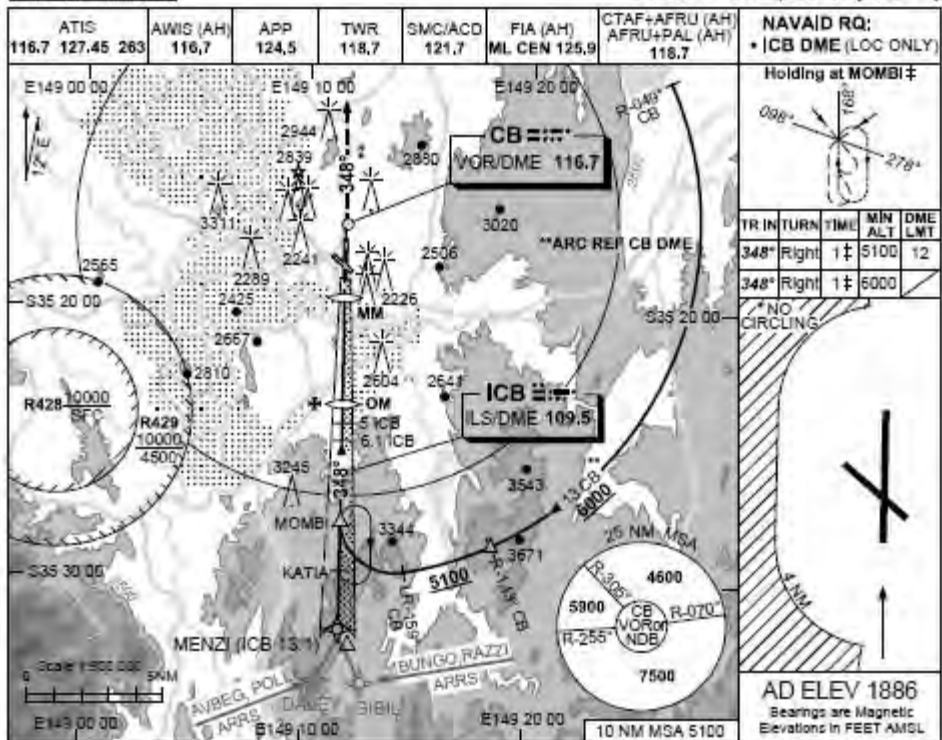 ATIS
116.7 127.45 263
AWIS (AH)
116,7
APP
124,5
TWR
118,7
SMC/ACD
121.7
FIA (AH)
ML CEN 125,9
CTAF+AFRU (AH)
AFRU+PAL (AH)
118.7
NAVAID RQ:
• ICB DME (LOC ONLY)
E149 00 00
E149 10 00
E149 20 00
R-049°
CB
12° E
2944
2839
348°
2880
CB
VOR/DME 116.7
3311
2241
2289
3020
**ARC REF CB DME
2506
2565
S35 20 00
2425
2226
MM
S35 20 00
2667
2604
2641
2810
ICB
ILS/DME 109.5
OM
5 ICB
6.1 ICB
R428 10000
SFC
R429
10000
4500
3245
348°
3543
13 CB **
6000
MOMBI
3344
3671
25 NM MSA
KATIA
5100
S35 30 00
R-305°
4600
5900
CB
VOR or
NDB
R-070°
R-255°
7500
MENZI (ICB 13.1)
BUNGO, RAZZI
ARRS
AVBEG, POLI
ARRS
5NM
E149 00 00
E149 10 00
E149 20 00
10 NM MSA 5100
Holding at MOMBI ‡
168°
098°
278°
TR IN TURN TIME MIN ALT DME LMT
348° Right 1‡ 5100 12
348° Right 1‡ 6000
* NO
CIRCLING
4 NM
AD ELEV 1886
Bearings are Magnetic
Elevations in FEET AMSL